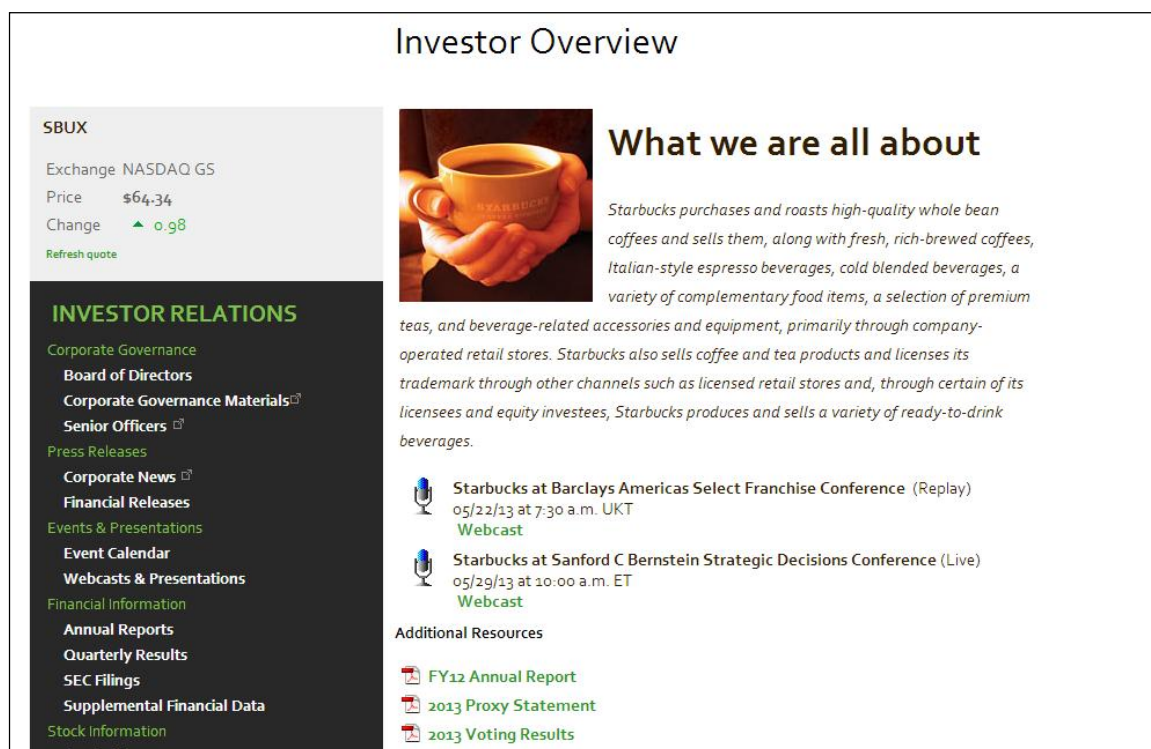 Investor Overview
SBUX
Exchange NASDAQ GS
Price $64.34
Change ▲ 0.98
Refresh quote
INVESTOR RELATIONS
Corporate Governance
Board of Directors
Corporate Governance Materials
Senior Officers
Press Releases
Corporate News
Financial Releases
Events & Presentations
Event Calendar
Webcasts & Presentations
Financial Information
Annual Reports
Quarterly Results
SEC Filings
Supplemental Financial Data
Stock Information
STARBUCKS
What we are all about
Starbucks purchases and roasts high-quality whole bean
coffees and sells them, along with fresh, rich-brewed coffees,
Italian-style espresso beverages, cold blended beverages, a
variety of complementary food items, a selection of premium
teas, and beverage-related accessories and equipment, primarily through company-
operated retail stores. Starbucks also sells coffee and tea products and licenses its
trademark through other channels such as licensed retail stores and, through certain of its
licensees and equity investees, Starbucks produces and sells a variety of ready-to-drink
beverages.
Starbucks at Barclays Americas Select Franchise Conference (Replay)
05/22/13 at 7:30 a.m. UKT
Webcast
Starbucks at Sanford C Bernstein Strategic Decisions Conference (Live)
05/29/13 at 10:00 a.m. ET
Webcast
Additional Resources
FY12 Annual Report
2013 Proxy Statement
2013 Voting Results